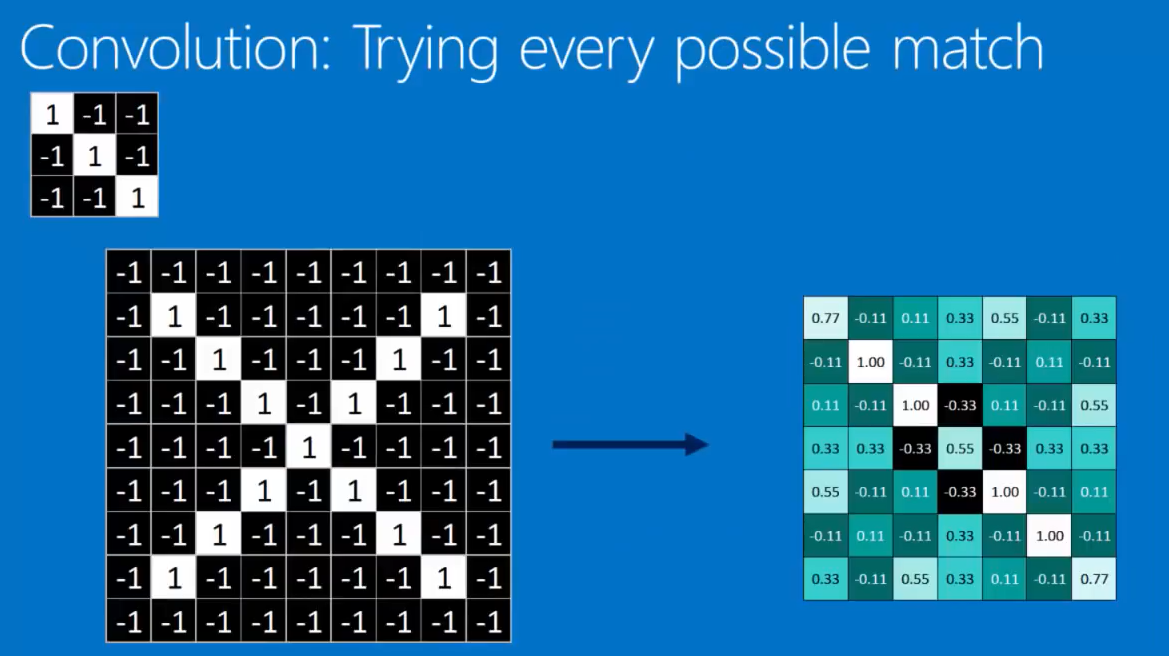 Convolution: Trying every possible match
1 -1 -1
-1 1 -1
-1 -1 1
-1 -1 -1 -1 -1 -1 -1 -1 -1
-1 1 -1 -1 -1 -1 -1 1 -1
-1 -1 1 -1 -1 -1 1 -1 -1
-1 -1 -1 1 -1 1 -1 -1 -1
-1 -1 -1 -1 1 -1 -1 -1 -1
-1 -1 -1 1 -1 1 -1 -1 -1
-1 -1 1 -1 -1 -1 1 -1 -1
-1 1 -1 -1 -1 -1 -1 1 -1
-1 -1 -1 -1 -1 -1 -1 -1 -1
0.77 -0.11 0.11 0.33 0.55 -0.11 0.33
-0.11 1.00 -0.11 0.33 -0.11 0.11 -0.11
0.11 -0.11 1.00 -0.33 0.11 -0.11 0.55
0.33 0.33 -0.33 0.55 -0.33 0.33 0.33
0.55 -0.11 0.11 -0.33 1.00 -0.11 0.11
-0.11 0.11 -0.11 0.33 -0.11 1.00 -0.11
0.33 -0.11 0.55 0.33 0.11 -0.11 0.77